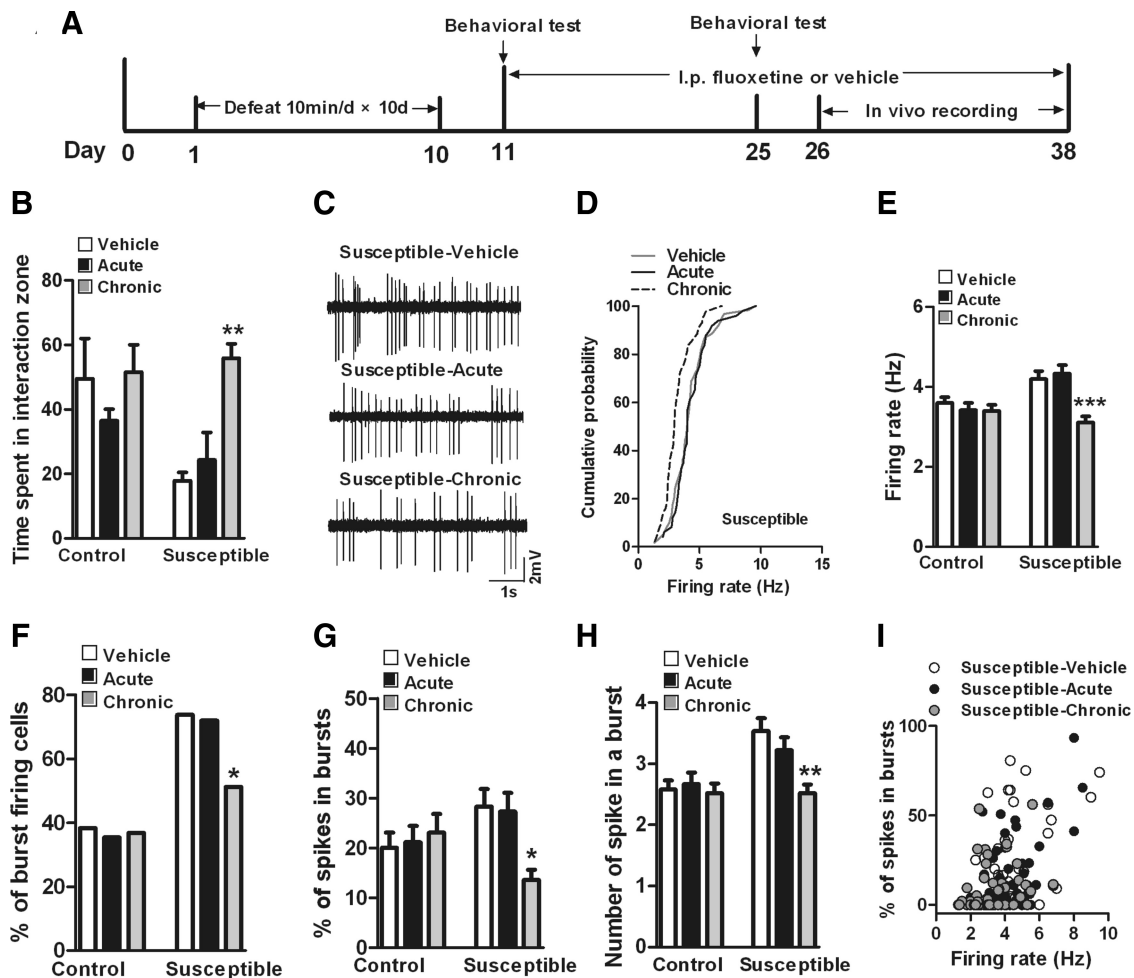 A
Behavioral test
Behavioral test
I.p. fluoxetine or vehicle
Defeat 10min/d × 10d
In vivo recording
Day 0 1 10 11 25 26 38
B
Vehicle
Acute
Chronic
Time spent in interaction zone
80
60
40
20
0
**
Control Susceptible
C
Susceptible-Vehicle
Susceptible-Acute
Susceptible-Chronic
2mV
1s
D
Vehicle
Acute
Chronic
Cumulative probability
100
80
60
40
20
0
Susceptible
0 5 10 15
Firing rate (Hz)
E
Vehicle
Acute
Chronic
Firing rate (Hz)
6
4
2
0
***
Control Susceptible
F
Vehicle
Acute
Chronic
% of burst firing cells
80
60
40
20
0
*
Control Susceptible
G
Vehicle
Acute
Chronic
% of spikes in bursts
50
40
30
20
10
0
*
Control Susceptible
H
Vehicle
Acute
Chronic
Number of spike in a burst
4
3
2
1
0
**
Control Susceptible
I
Susceptible-Vehicle
Susceptible-Acute
Susceptible-Chronic
% of spikes in bursts
100
50
0
0 2 4 6 8 10
Firing rate (Hz)